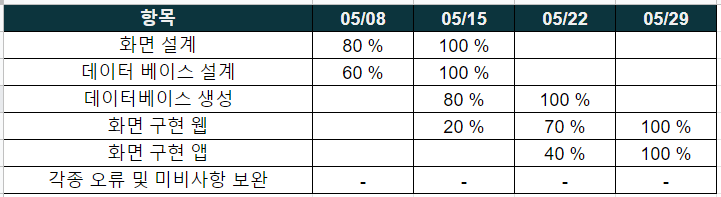 항목 05/08 05/15 05/22 05/29
화면 설계 80 % 100 %
데이터 베이스 설계 60 % 100 %
데이터베이스 생성 80 % 100 %
화면 구현 웹 20 % 70 % 100 %
화면 구현 앱 40 % 100 %
각종 오류 및 미비사항 보완 - - - -